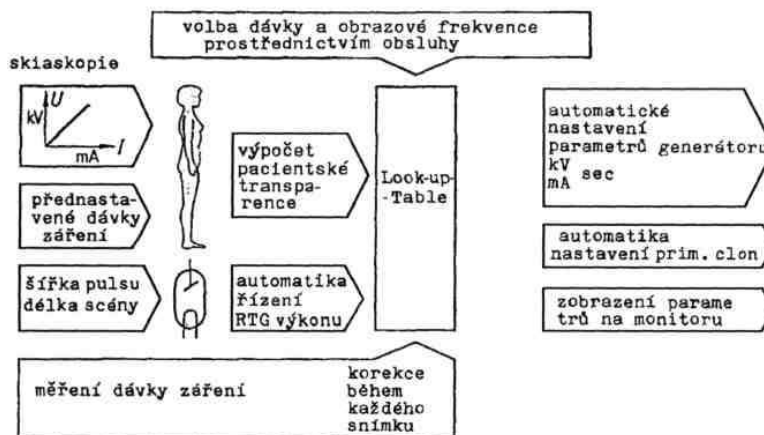 volba dávky a obrazové frekvence
prostřednictvím obsluhy
skiaskopie
U
kV
I
mA
přednasta-
vené dávky
záření
šířka pulsu
délka scény
výpočet
pacientské
transpa-
rence
automatika
řízení
RTG výkonu
Look-up-
-Table
automatické
nastavení
parametrů generátoru
kV
mA sec
automatika
nastavení prim. clon
zobrazení parame
trů na monitoru
měření dávky záření
korekce
během
každého
snímku